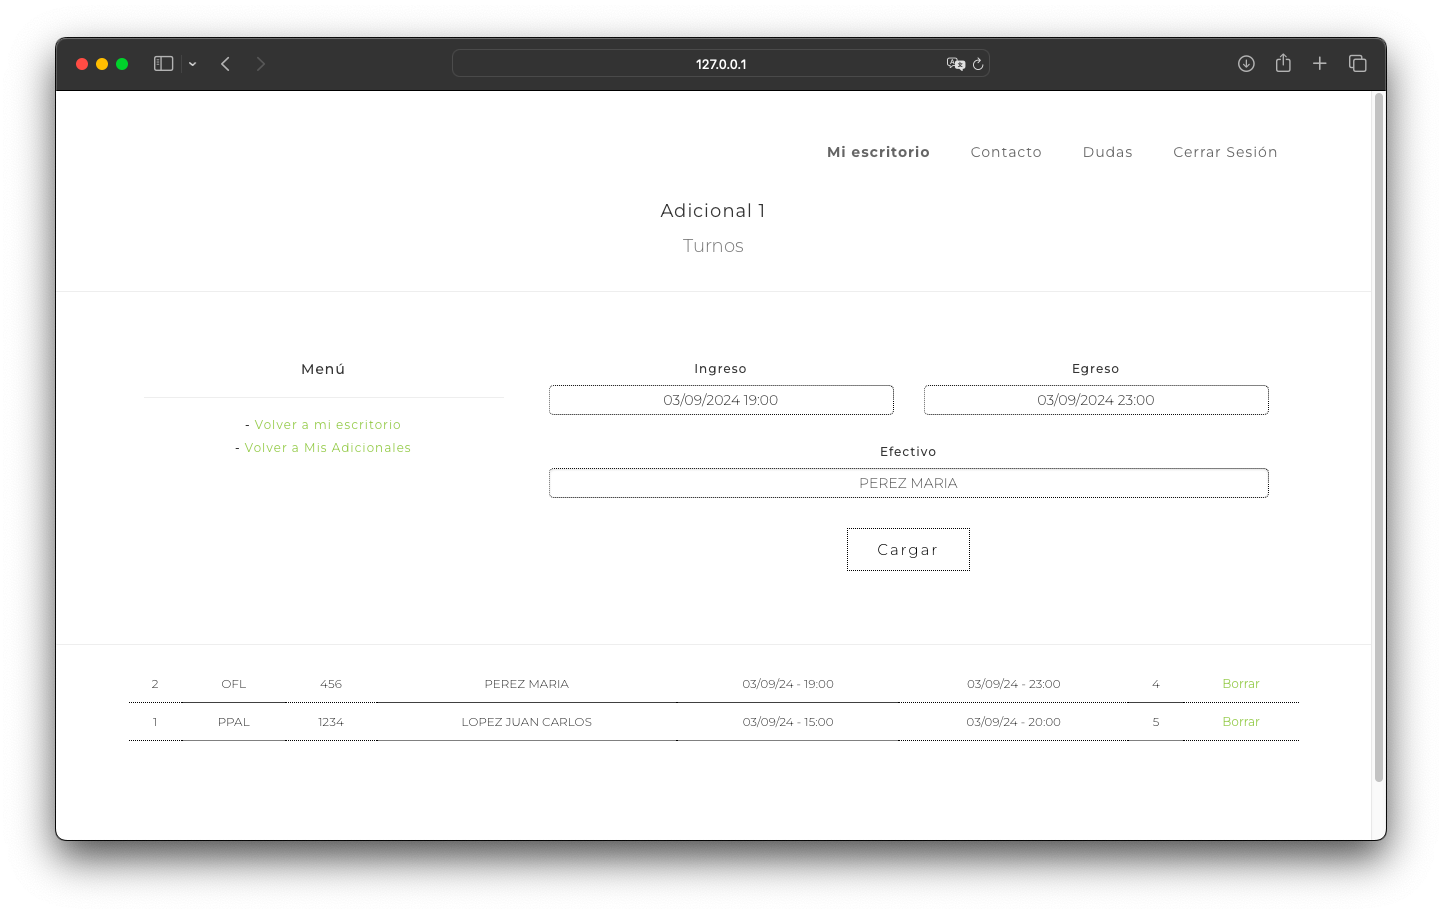 127.0.0.1
Mi escritorio Contacto Dudas Cerrar Sesión
Adicional 1
Turnos
Menú
- Volver a mi escritorio
- Volver a Mis Adicionales
Ingreso Egreso
03/09/2024 19:00 03/09/2024 23:00
Efectivo
PEREZ MARIA
Cargar
2 OFL 456 PEREZ MARIA 03/09/24 - 19:00 03/09/24 - 23:00 4 Borrar
1 PPAL 1234 LOPEZ JUAN CARLOS 03/09/24 - 15:00 03/09/24 - 20:00 5 Borrar